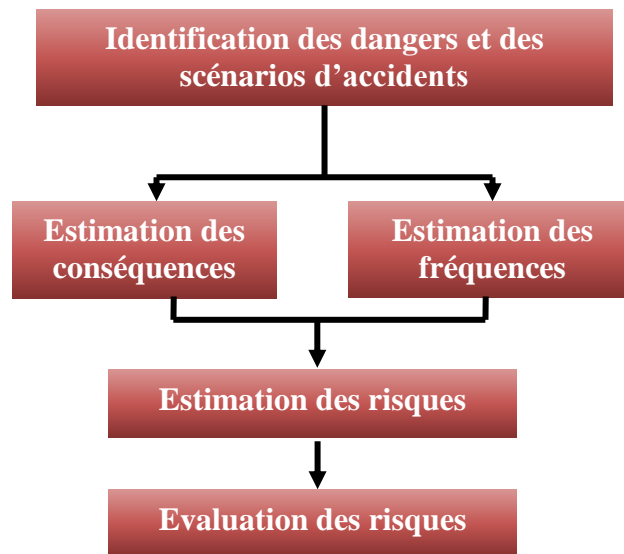 Identification des dangers et des
scénarios d’accidents
Estimation des
conséquences
Estimation des
fréquences
Estimation des risques
Evaluation des risques